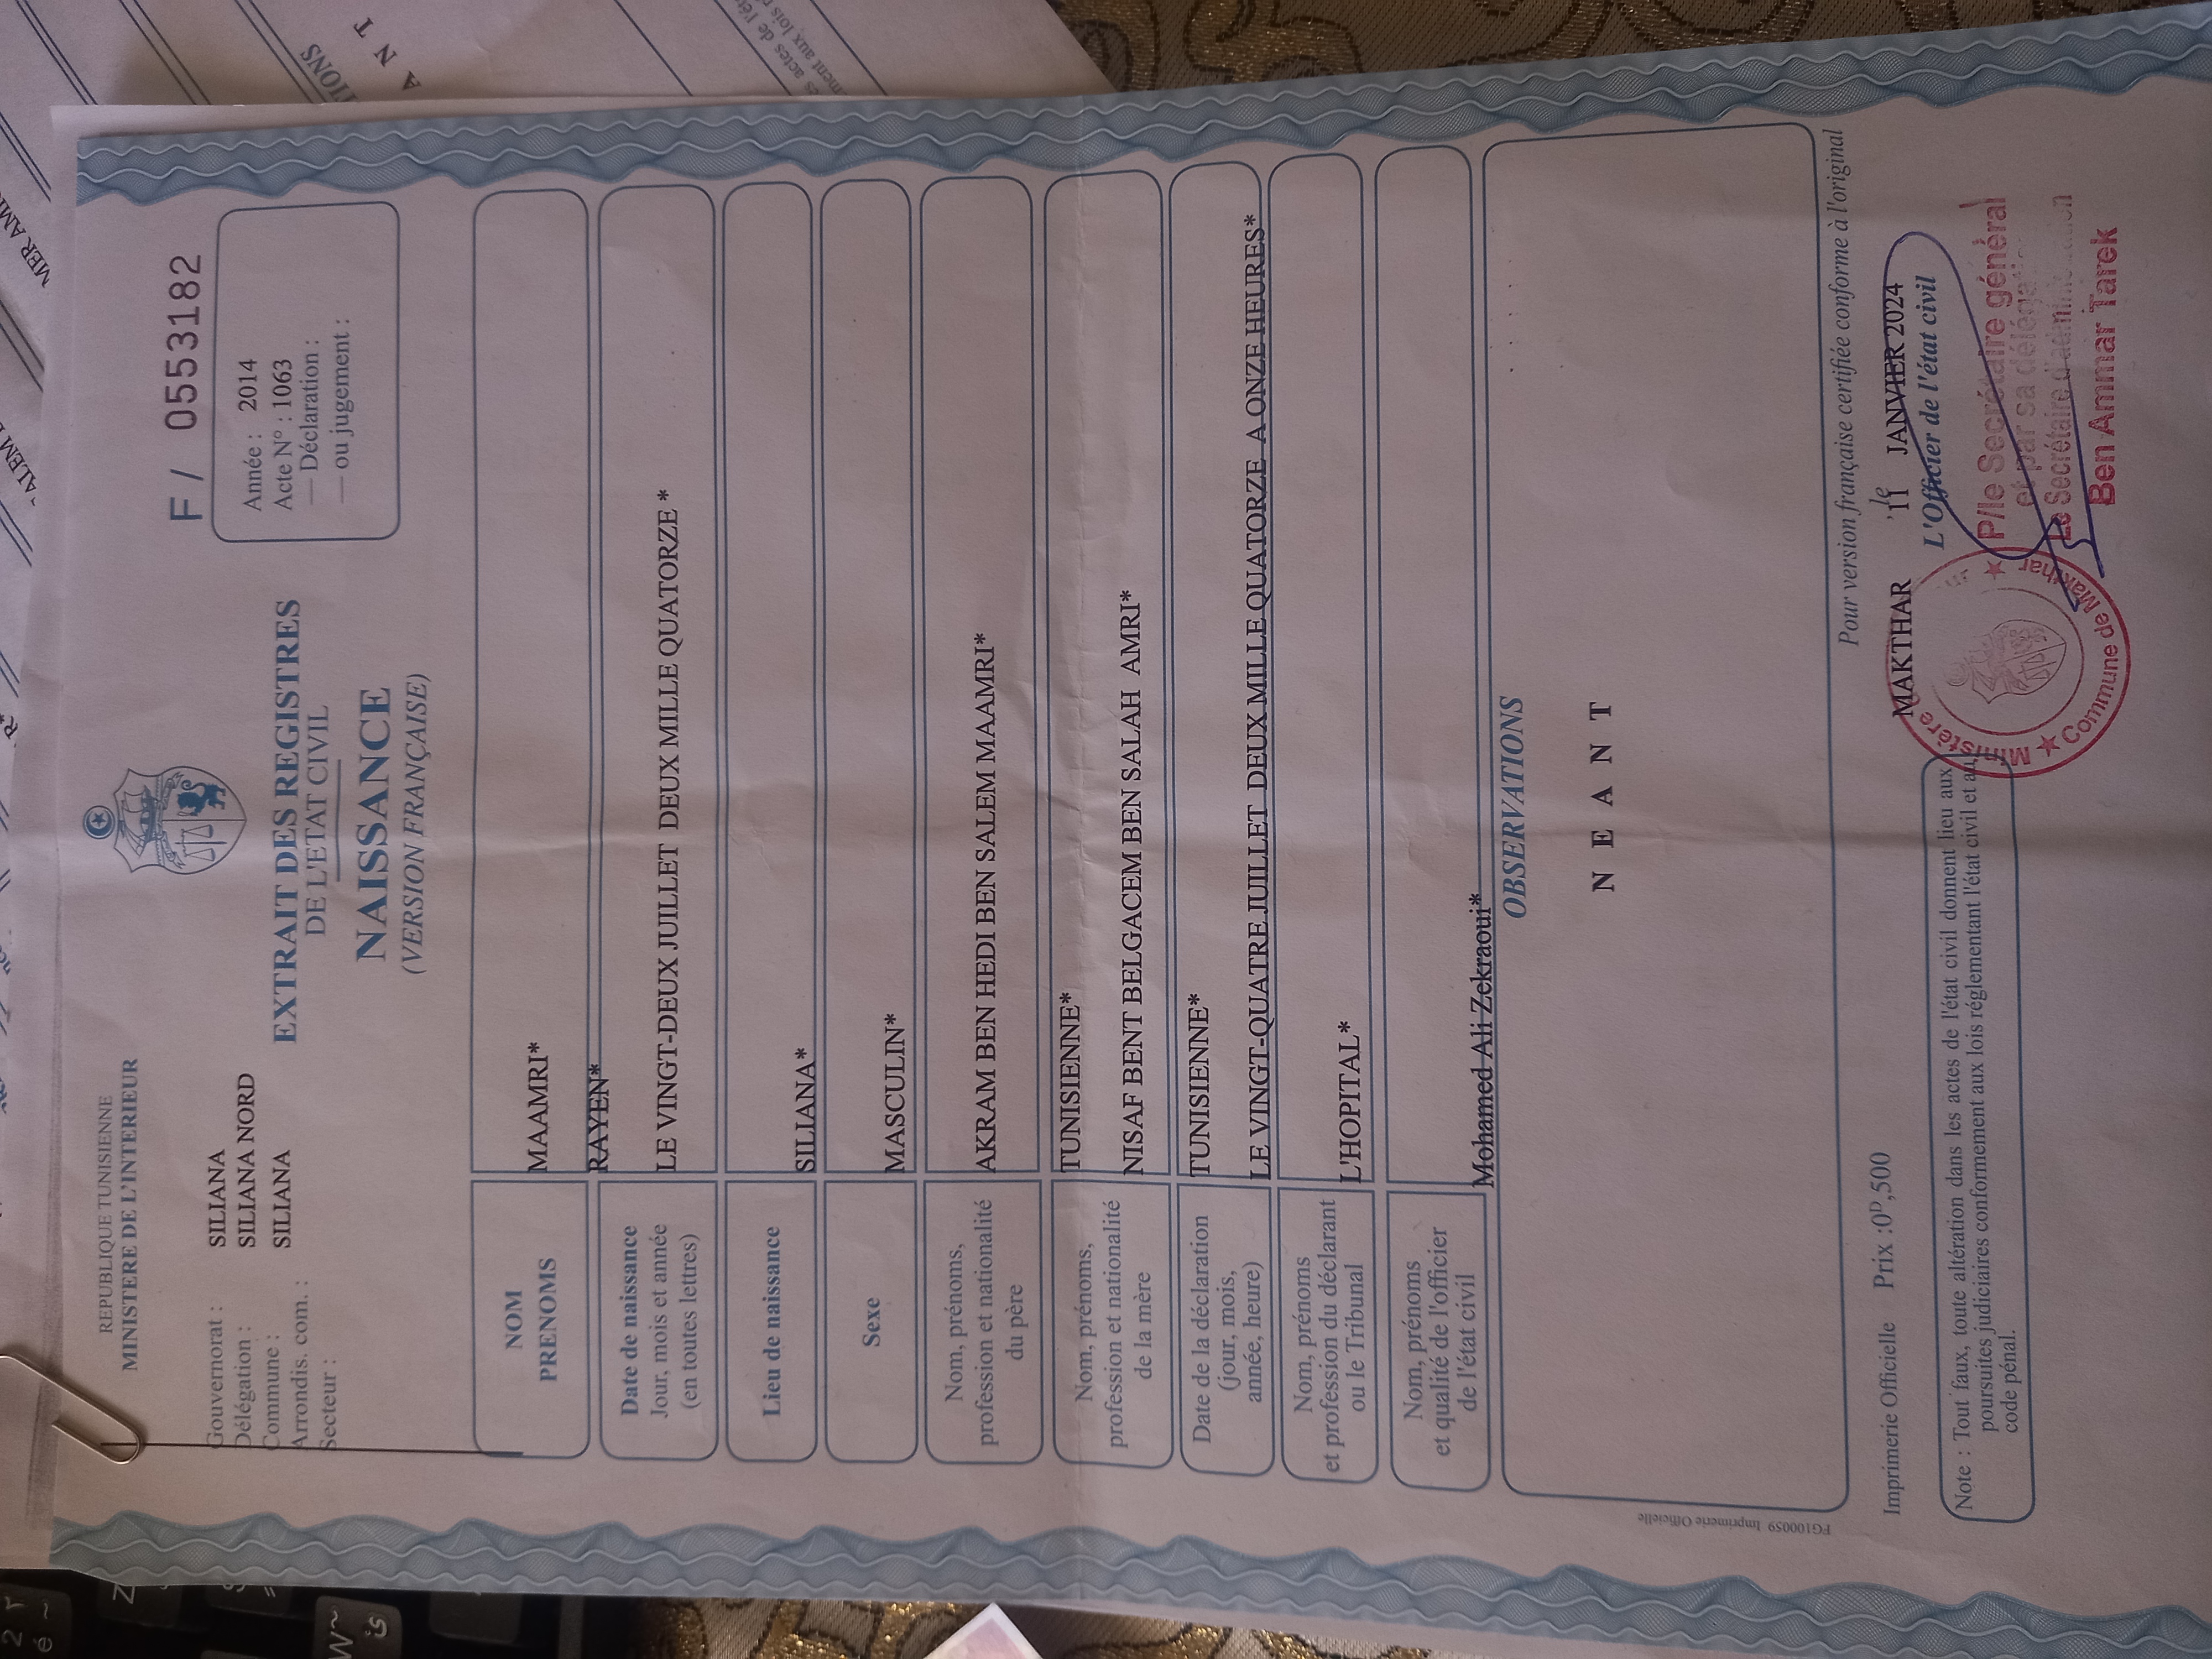 REPUBLIQUE TUNISIENNE
MINISTERE DE L'INTERIEUR
Gouvernorat : SILIANA
Délégation : SILIANA NORD
Commune : SILIANA
Arrondis. com. :
Secteur :
EXTRAIT DES REGISTRES
DE L'ETAT CIVIL
NAISSANCE
(VERSION FRANÇAISE)
F / 0553182
Année : 2014
Acte N° : 1063
— Déclaration :
— ou jugement :
NOM
PRENOMS
MAAMRI*
RAYEN*
Date de naissance
Jour, mois et année
(en toutes lettres)
LE VINGT-DEUX JUILLET DEUX MILLE QUATORZE *
Lieu de naissance
SILIANA*
Sexe
MASCULIN*
Nom, prénoms,
profession et nationalité
du père
AKRAM BEN HEDI BEN SALEM MAAMRI*
TUNISIENNE*
Nom, prénoms,
profession et nationalité
de la mère
NISAF BENT BELGACEM BEN SALAH AMRI*
TUNISIENNE*
Date de la déclaration
(jour, mois,
année, heure)
LE VINGT-QUATRE JUILLET DEUX MILLE QUATORZE A ONZE HEURES*
Nom, prénoms
et profession du déclarant
ou le Tribunal
L'HOPITAL*
Nom, prénoms
et qualité de l'officier
de l'état civil
Mohamed Ali Zekraoui*
OBSERVATIONS
N E A N T
FG100059 Imprimerie Officielle
Pour version française certifiée conforme à l'original
Imprimerie Officielle Prix :0D,500
MAKTHAR le 11 JANVIER 2024
L'Officier de l'état civil
P/le Secrétaire général
et par sa délégation
Le Secrétaire
Ben Ammar Tarek
Ministère
Commune de Makthar
Note : Tout faux, toute altération dans les actes de l'état civil donnent lieu aux
poursuites judiciaires conformement aux lois réglementant l'état civil et au
code pénal.